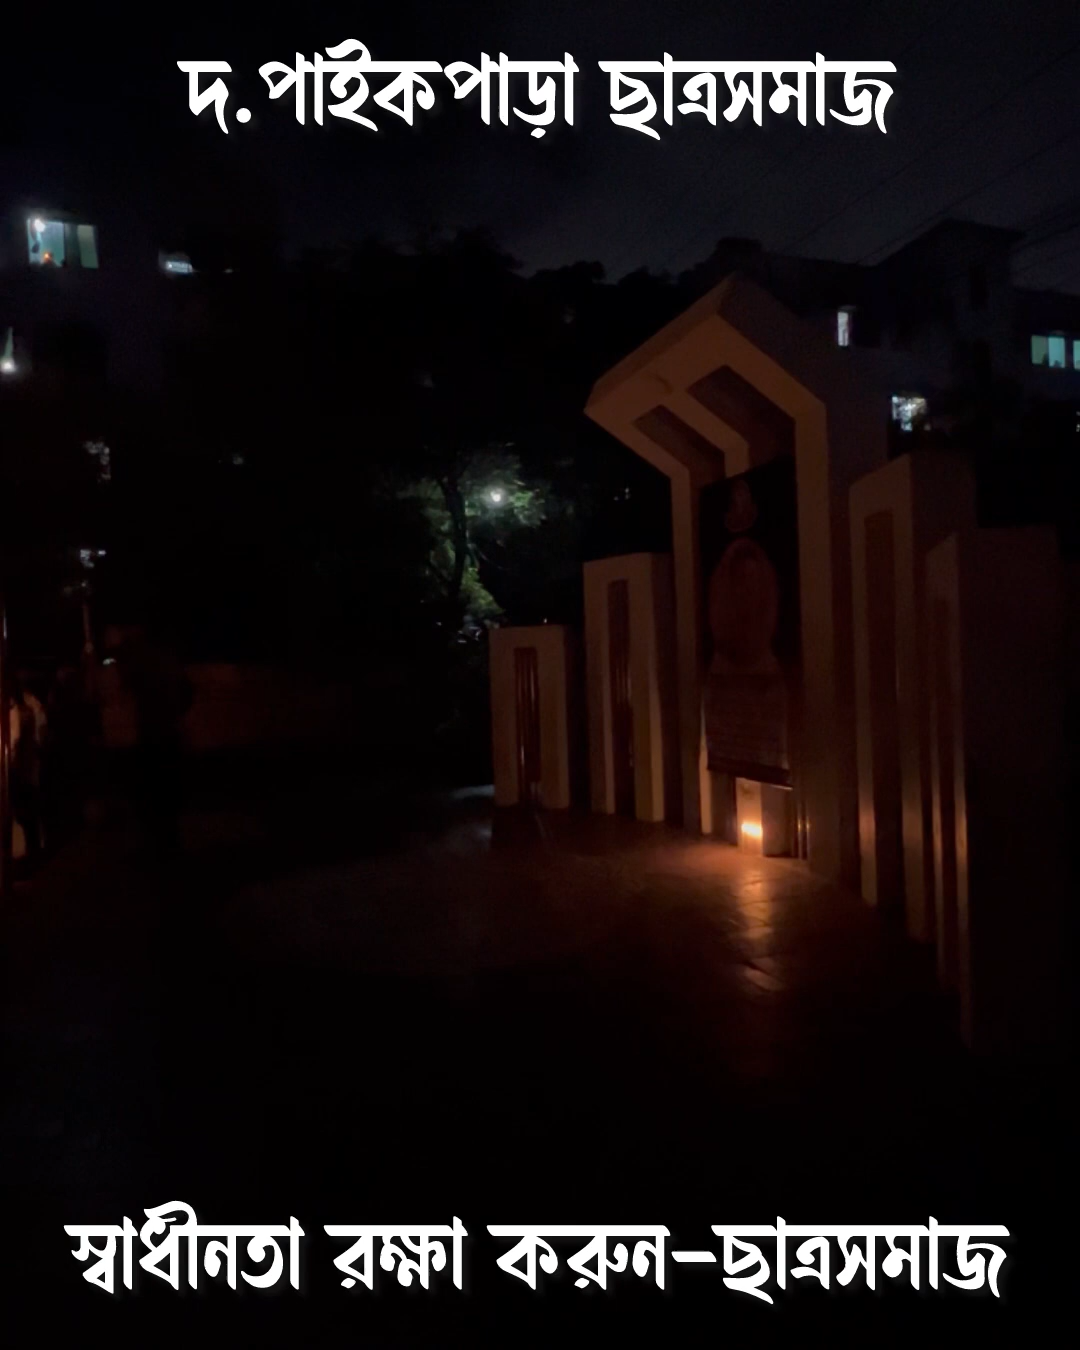 দ.পাইকপাড়া ছাত্রসমাজ
স্বাধীনতা রক্ষা করুন-ছাত্রসমাজ